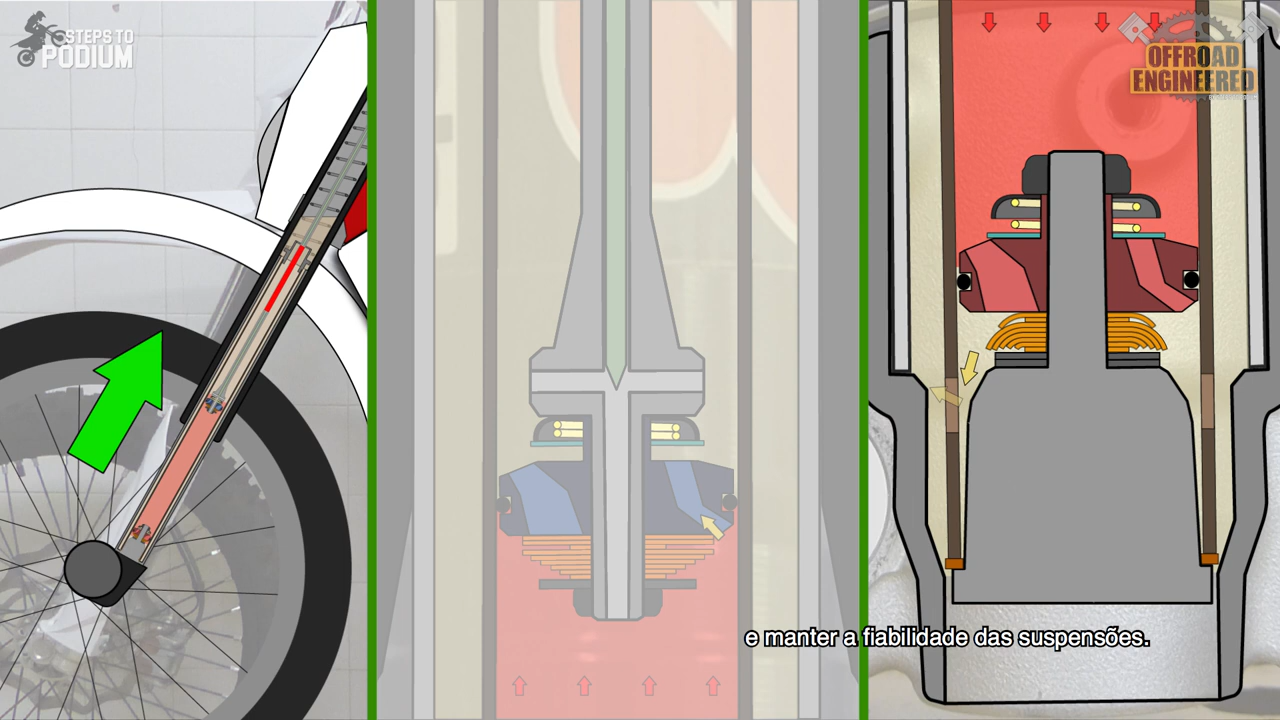 STEPS TO
PODIUM
OFFROAD
ENGINEERED
e manter a fiabilidade das suspensões.